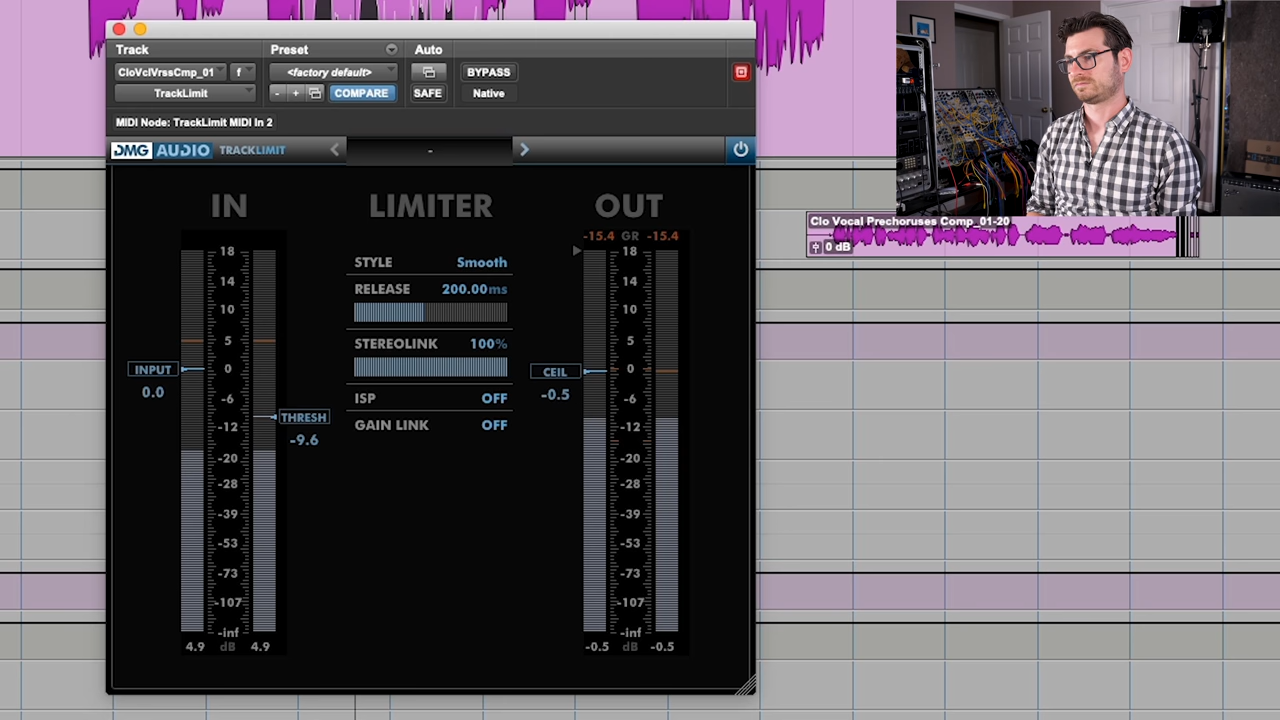 Track
Preset
Auto
CloVclVrssCmp_01
f
<factory default>
BYPASS
TrackLimit
- +
COMPARE
SAFE
Native
MIDI Node: TrackLimit MIDI In 2
DMG AUDIO TRACKLIMIT
-
IN
LIMITER
OUT
-15.4 GR -15.4
18
14
10
5
0
-6
-12
-20
-28
-39
-53
-73
-107
-inf
4.9 dB 4.9
INPUT
0.0
THRESH
-9.6
STYLE Smooth
RELEASE 200.00ms
STEREOLINK 100%
ISP OFF
GAIN LINK OFF
CEIL
-0.5
18
14
10
5
0
-6
-12
-20
-28
-39
-53
-73
-107
-inf
-0.5 dB -0.5
Clo Vocal Prechoruses Comp_01-20
0 dB